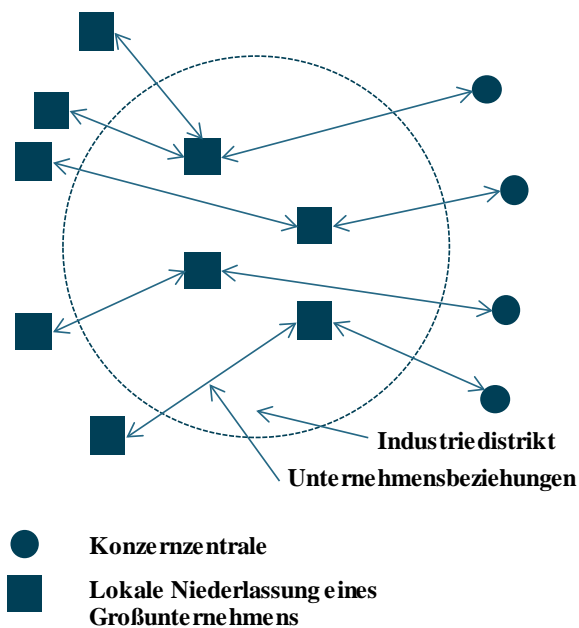 Industriedistrikt
Unternehmensbeziehungen
Konzernzentrale
Lokale Niederlassung eines
Großunternehmens